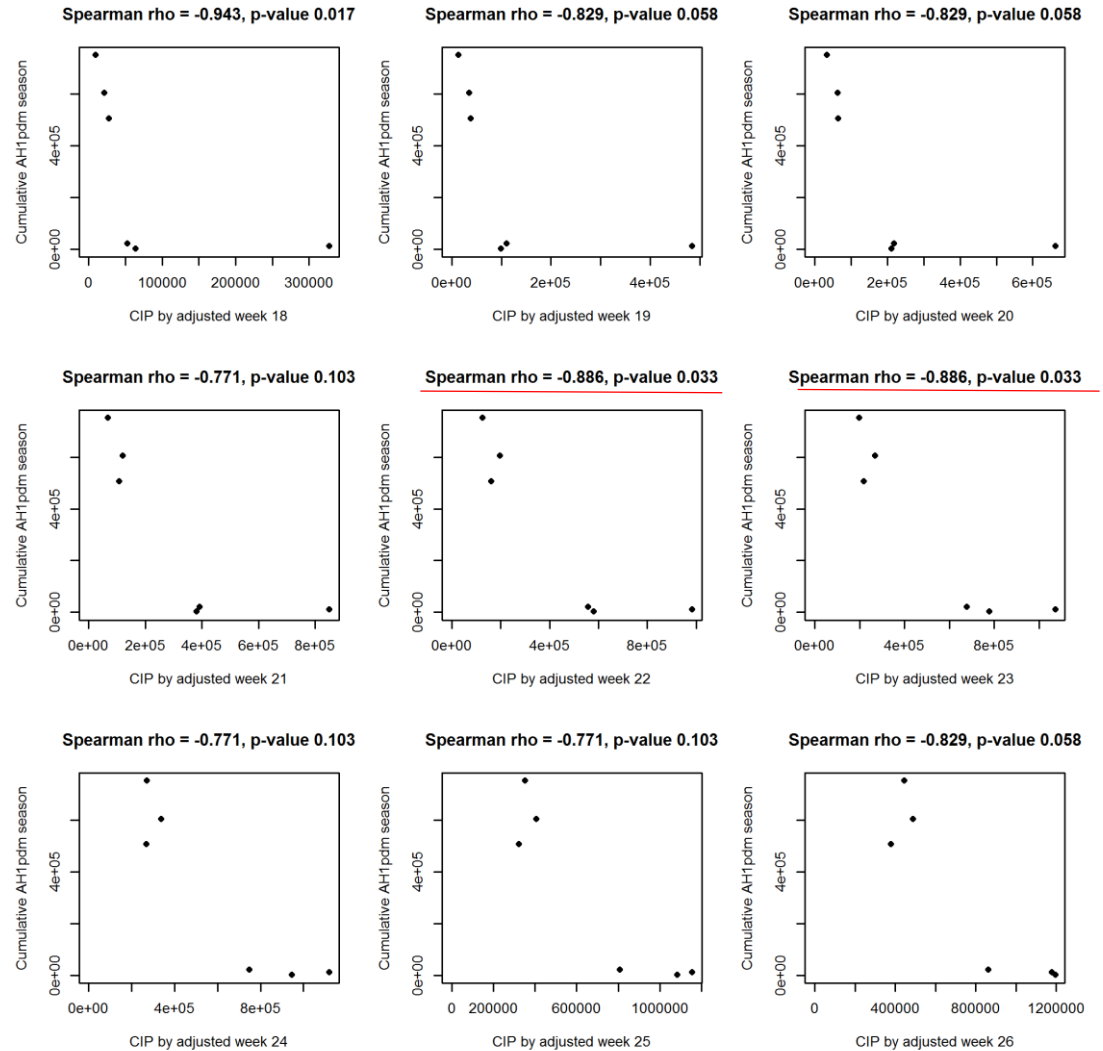 Spearman rho = -0.943, p-value 0.017
Cumulative AH1pdm season
0e+00 4e+05
0 100000 200000 300000
CIP by adjusted week 18
Spearman rho = -0.829, p-value 0.058
Cumulative AH1pdm season
0e+00 4e+05
0e+00 2e+05 4e+05
CIP by adjusted week 19
Spearman rho = -0.829, p-value 0.058
Cumulative AH1pdm season
0e+00 4e+05
0e+00 2e+05 4e+05 6e+05
CIP by adjusted week 20
Spearman rho = -0.771, p-value 0.103
Cumulative AH1pdm season
0e+00 4e+05
0e+00 2e+05 4e+05 6e+05 8e+05
CIP by adjusted week 21
Spearman rho = -0.886, p-value 0.033
Cumulative AH1pdm season
0e+00 4e+05
0e+00 4e+05 8e+05
CIP by adjusted week 22
Spearman rho = -0.886, p-value 0.033
Cumulative AH1pdm season
0e+00 4e+05
0e+00 4e+05 8e+05
CIP by adjusted week 23
Spearman rho = -0.771, p-value 0.103
Cumulative AH1pdm season
0e+00 4e+05
0e+00 4e+05 8e+05
CIP by adjusted week 24
Spearman rho = -0.771, p-value 0.103
Cumulative AH1pdm season
0e+00 4e+05
0 200000 600000 1000000
CIP by adjusted week 25
Spearman rho = -0.829, p-value 0.058
Cumulative AH1pdm season
0e+00 4e+05
0 400000 800000 1200000
CIP by adjusted week 26